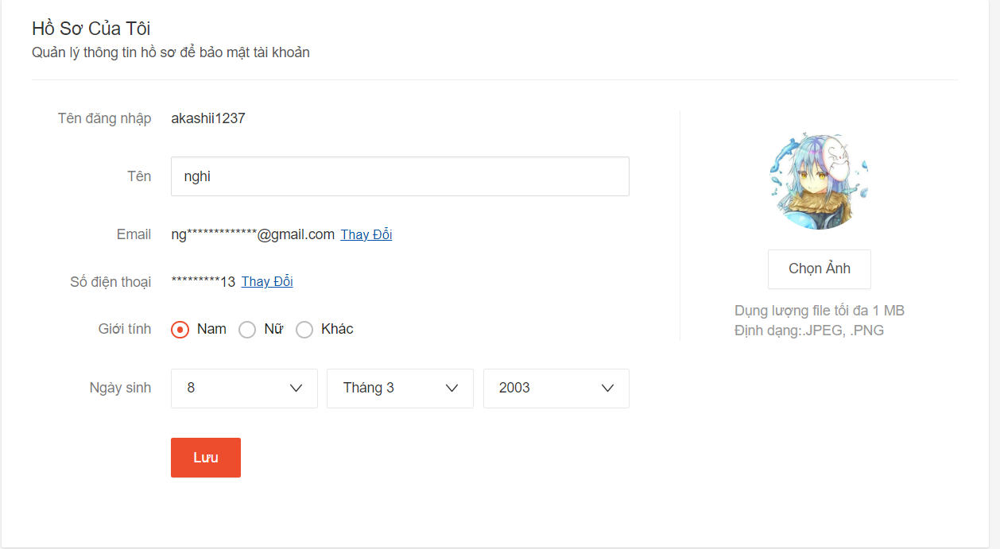 Hồ Sơ Của Tôi
Quản lý thông tin hồ sơ để bảo mật tài khoản
Tên đăng nhập akashii1237
Tên nghi
Email ng*************@gmail.com Thay Đổi
Số điện thoại *********13 Thay Đổi
Giới tính Nam Nữ Khác
Ngày sinh 8 Tháng 3 2003
Lưu
Chọn Ảnh
Dụng lượng file tối đa 1 MB
Định dạng:.JPEG, .PNG